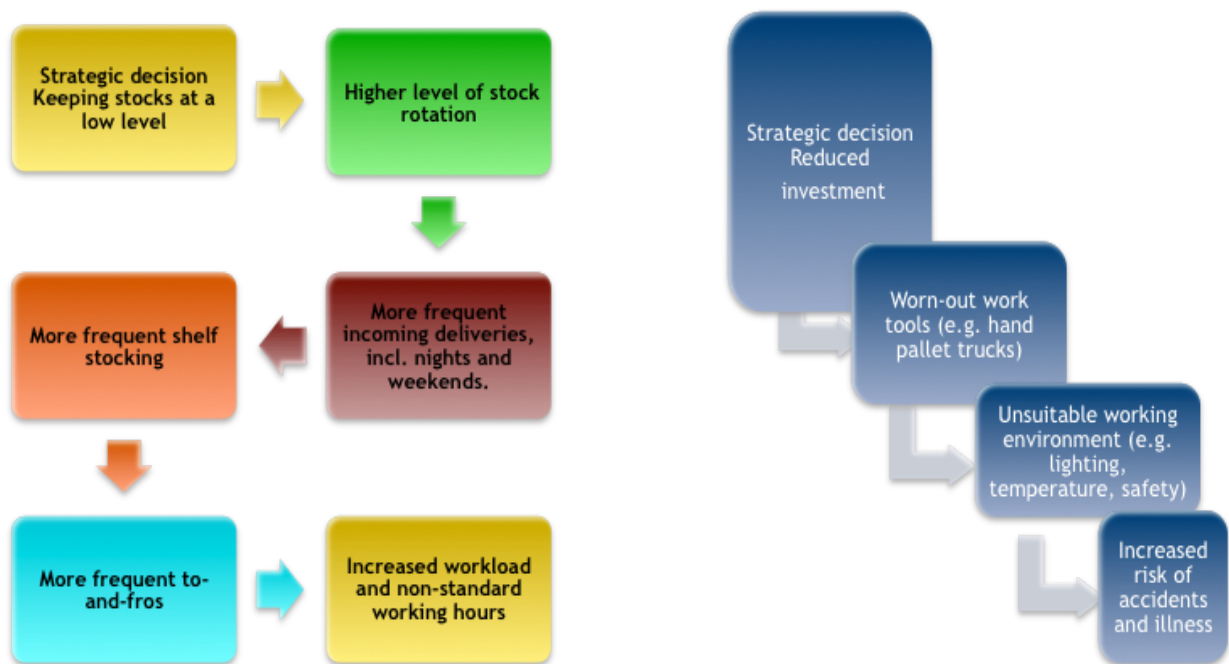 Strategic decision
Keeping stocks at a
low level
Higher level of stock
rotation
More frequent
incoming deliveries,
incl. nights and
weekends.
More frequent shelf
stocking
More frequent to-
and-fros
Increased workload
and non-standard
working hours
Strategic decision
Reduced
investment
Worn-out work
tools (e.g. hand
pallet trucks)
Unsuitable working
environment (e.g.
lighting,
temperature, safety)
Increased
risk of
accidents
and illness